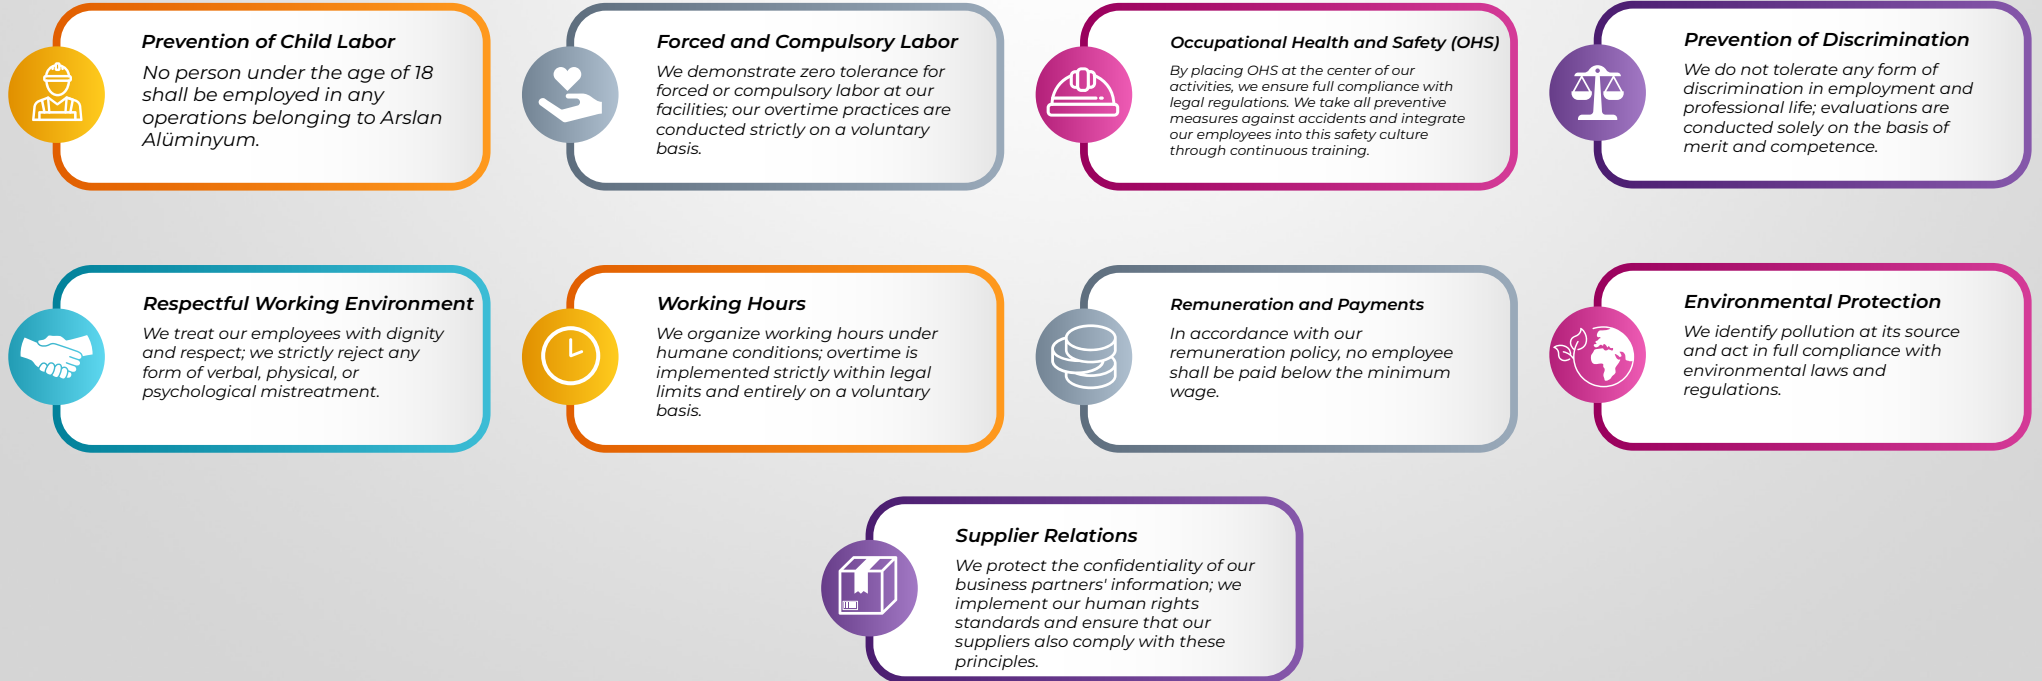 Prevention of Child Labor
No person under the age of 18
shall be employed in any
operations belonging to Arslan
Alüminyum.
Forced and Compulsory Labor
We demonstrate zero tolerance for
forced or compulsory labor at our
facilities; our overtime practices are
conducted strictly on a voluntary
basis.
Occupational Health and Safety (OHS)
By placing OHS at the center of our
activities, we ensure full compliance with
legal regulations. We take all preventive
measures against accidents and integrate
our employees into this safety culture
through continuous training.
Prevention of Discrimination
We do not tolerate any form of
discrimination in employment and
professional life; evaluations are
conducted solely on the basis of
merit and competence.
Respectful Working Environment
We treat our employees with dignity
and respect; we strictly reject any
form of verbal, physical, or
psychological mistreatment.
Working Hours
We organize working hours under
humane conditions; overtime is
implemented strictly within legal
limits and entirely on a voluntary
basis.
Remuneration and Payments
In accordance with our
remuneration policy, no employee
shall be paid below the minimum
wage.
Environmental Protection
We identify pollution at its source
and act in full compliance with
environmental laws and
regulations.
Supplier Relations
We protect the confidentiality of our
business partners' information; we
implement our human rights
standards and ensure that our
suppliers also comply with these
principles.